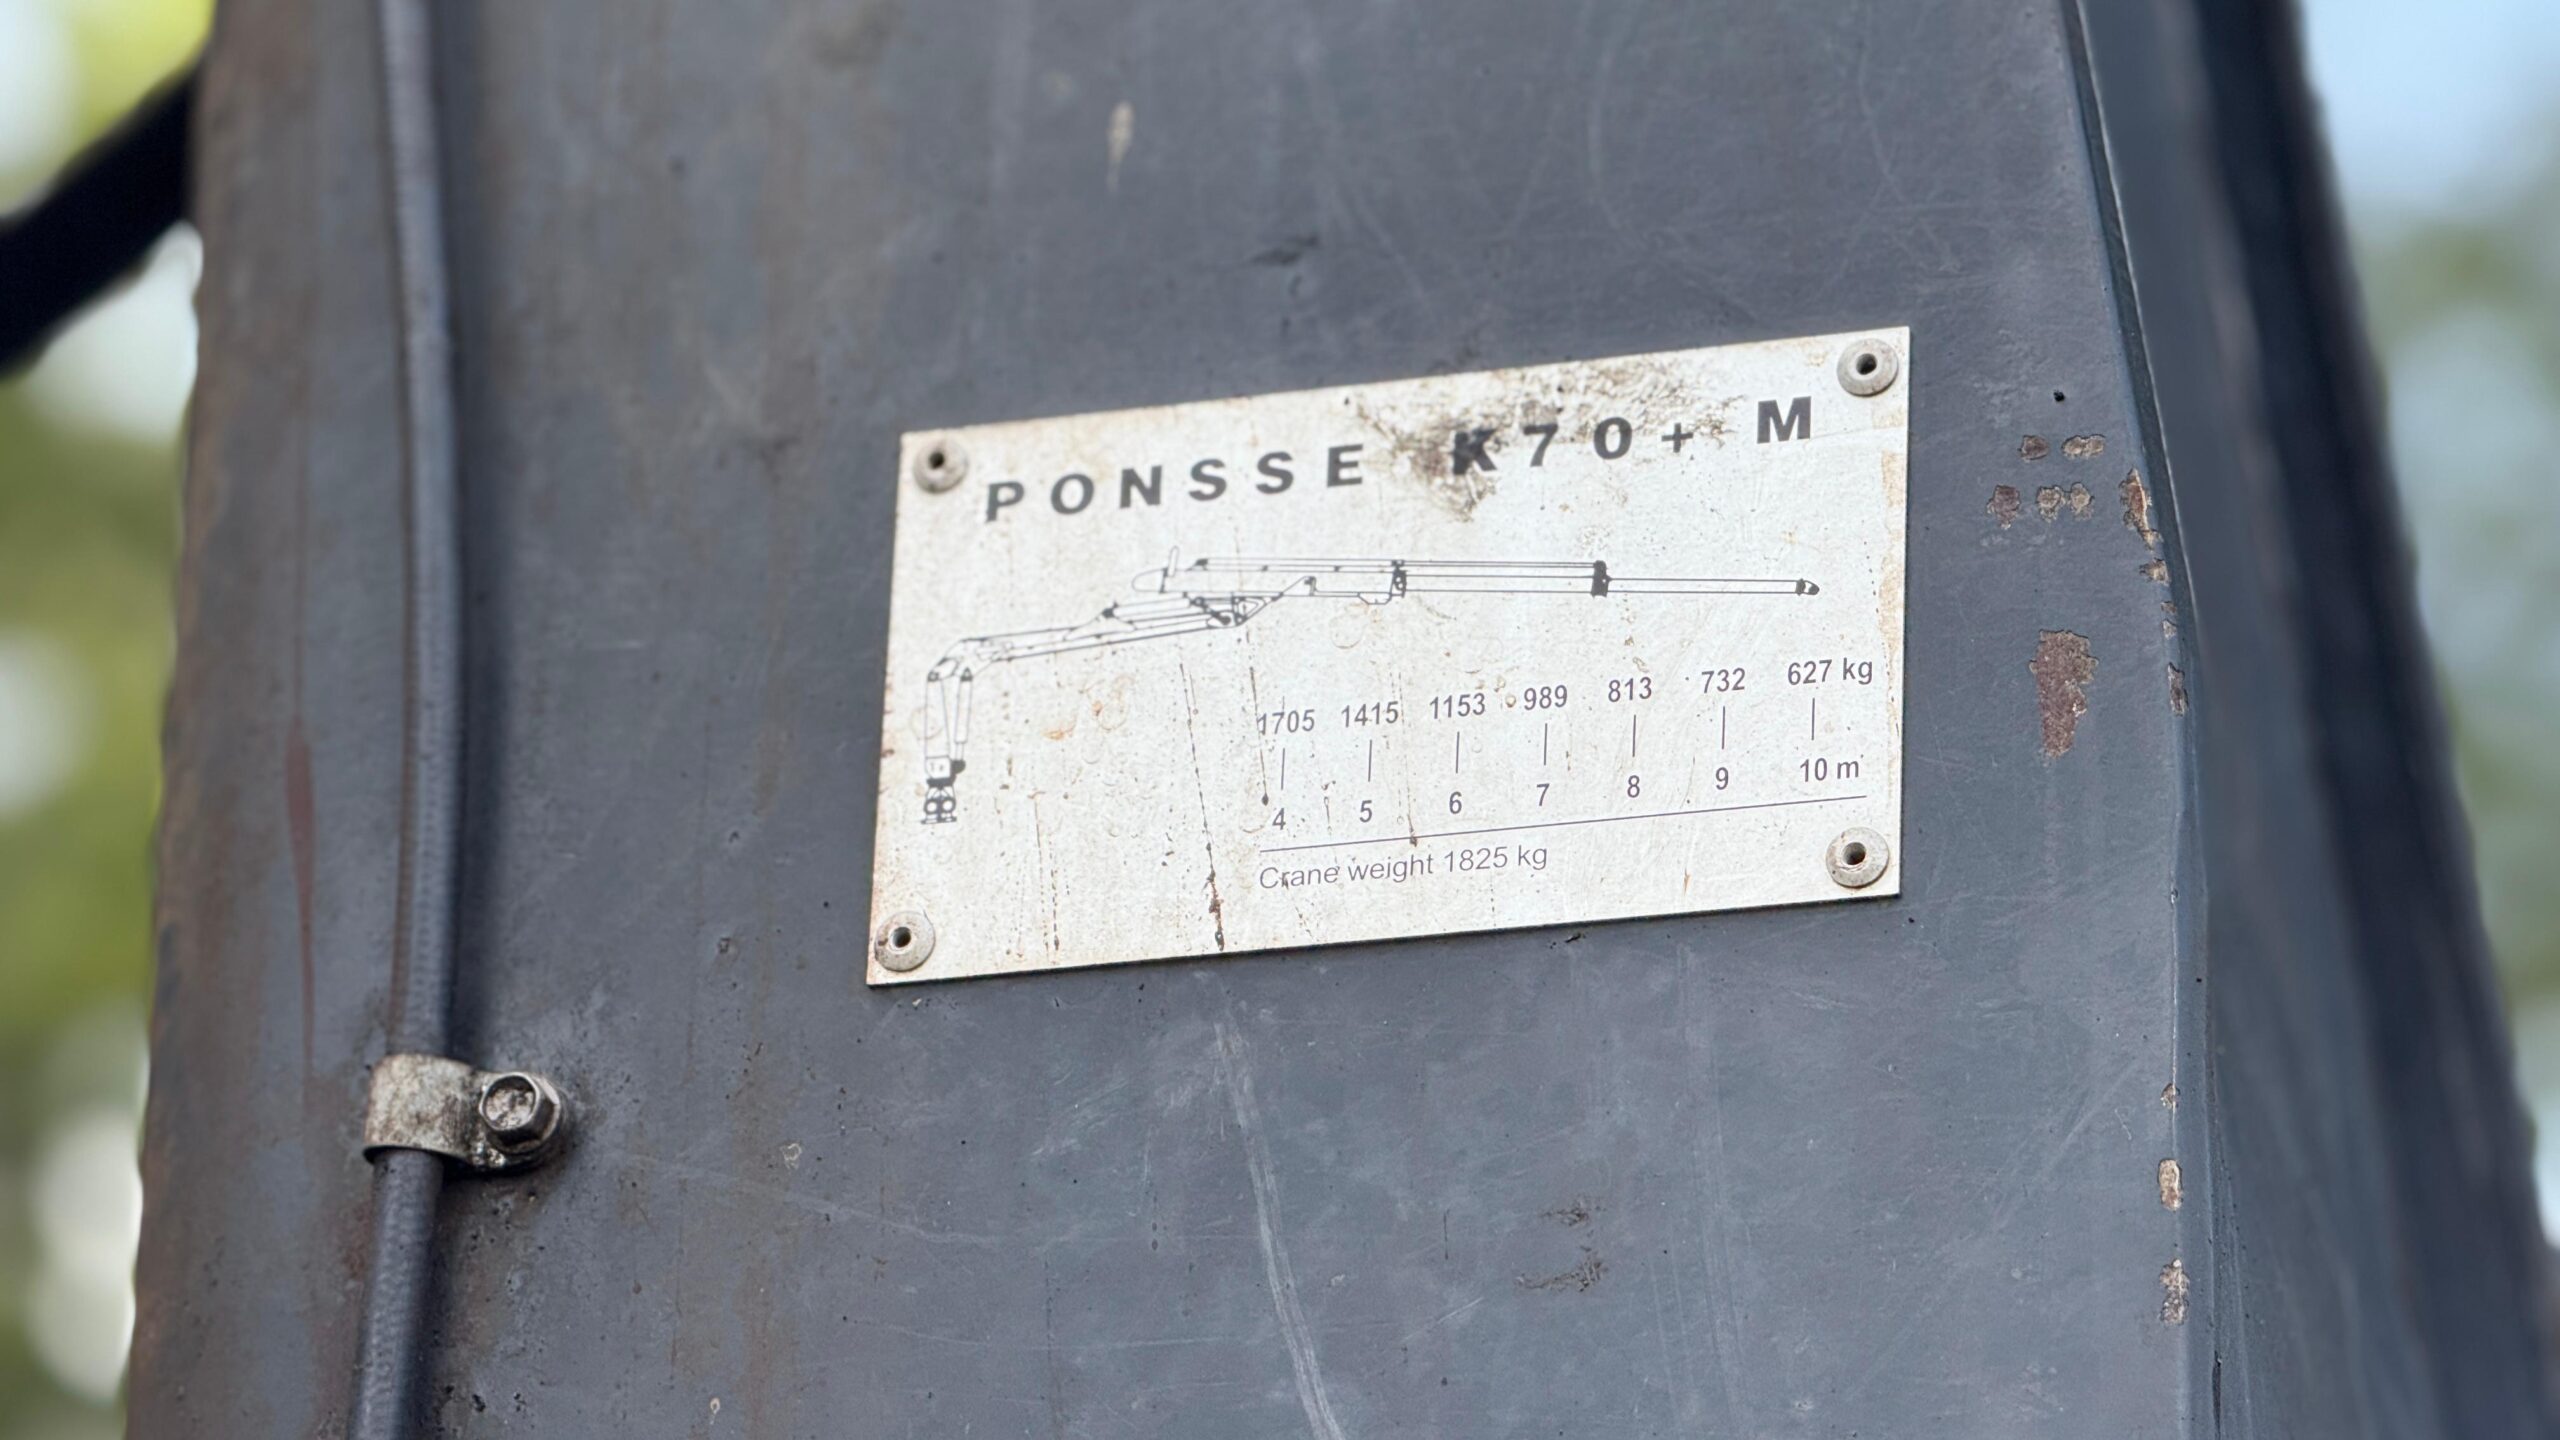 PONSSE K70+ M
1705 1415 1153 989 813 732 627 kg
4 5 6 7 8 9 10 m
Crane weight 1825 kg